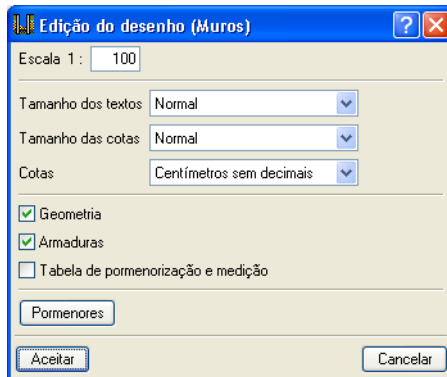 Edição do desenho (Muros)
Escala 1 : 100
Tamanho dos textos Normal
Tamanho das cotas Normal
Cotas Centímetros sem decimais
Geometria
Armaduras
Tabela de pormenorização e medição
Pormenores
Aceitar Cancelar